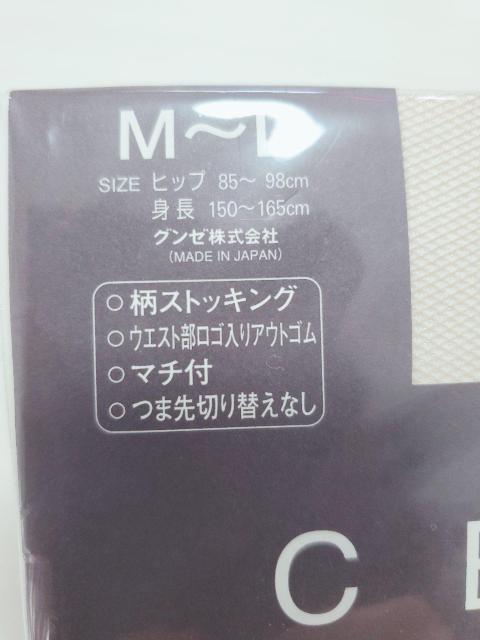 M〜L
SIZE ヒップ 85〜 98cm
身長 150〜165cm
グンゼ株式会社
(MADE IN JAPAN)
○ 柄ストッキング
○ ウエスト部ロゴ入りアウトゴム
○ マチ付
○ つま先切り替えなし
C